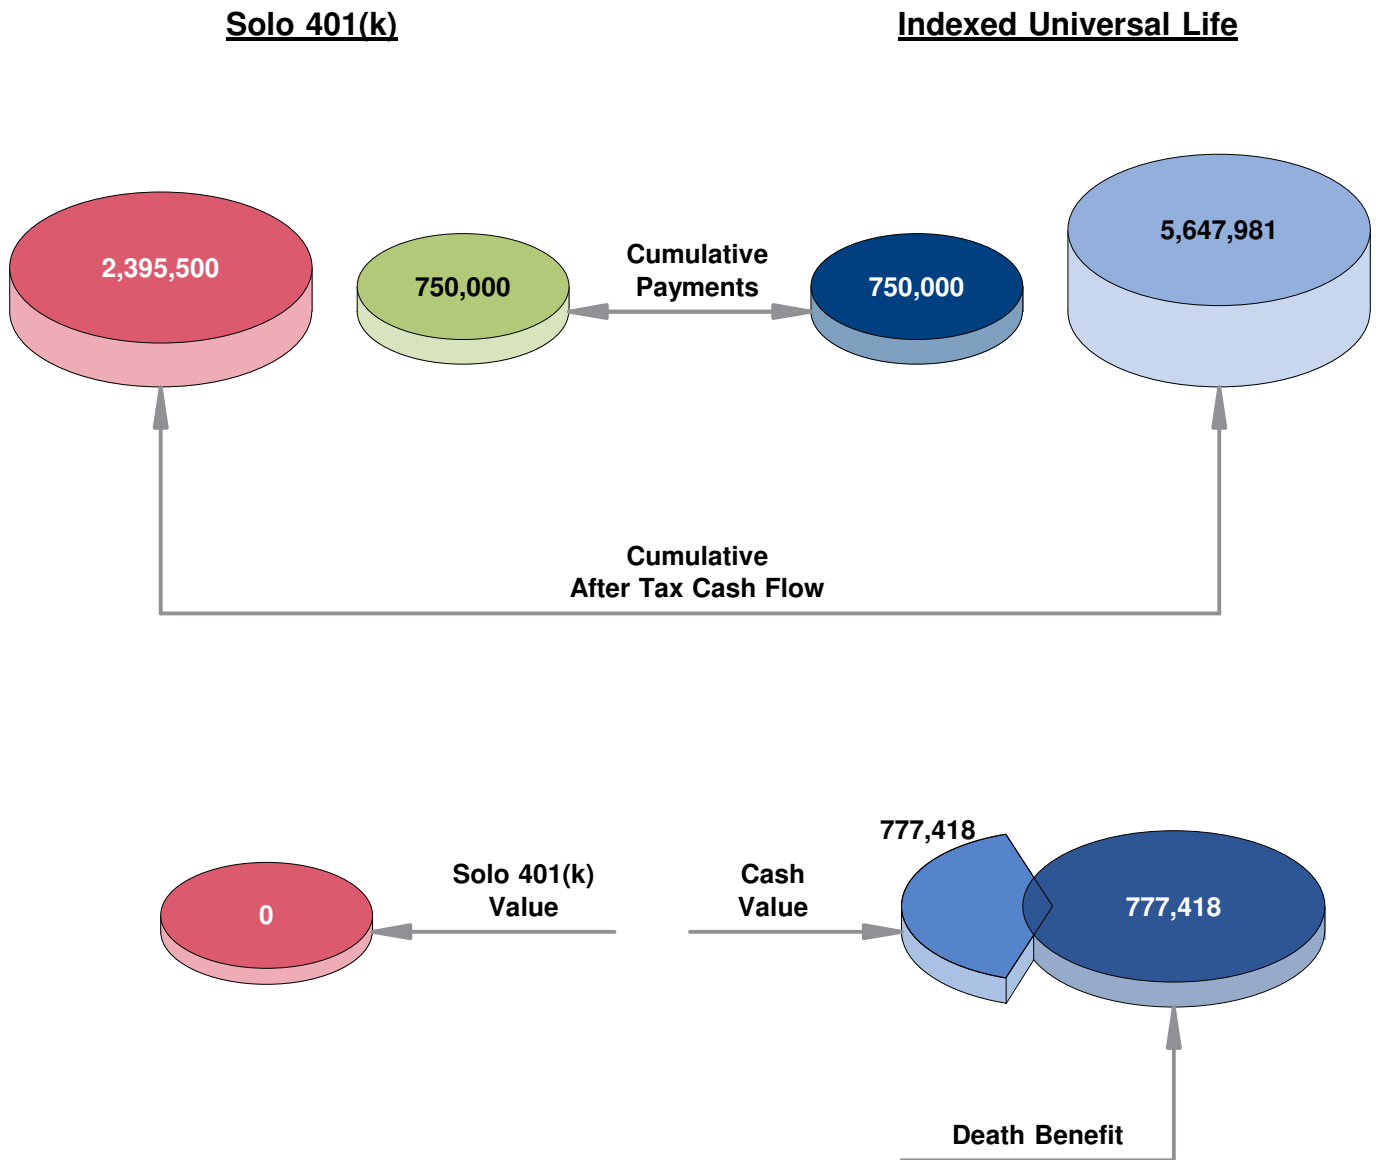 Solo 401(k)
Indexed Universal Life
2,395,500
750,000
Cumulative
Payments
750,000
5,647,981
Cumulative
After Tax Cash Flow
0
Solo 401(k)
Value
Cash
Value
777,418
777,418
Death Benefit